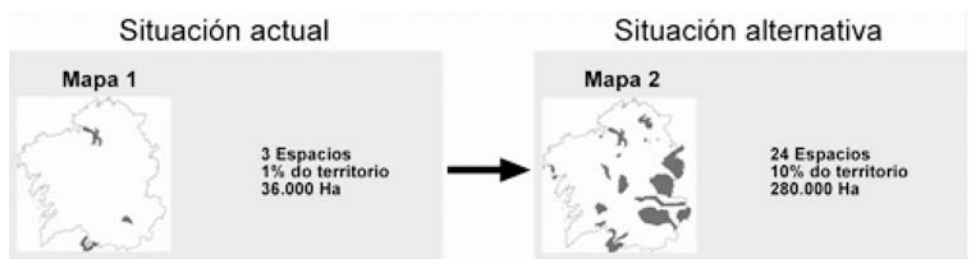 Situación actual
Situación alternativa
Mapa 1
3 Espacios
1% do territorio
36.000 Ha
Mapa 2
24 Espacios
10% do territorio
280.000 Ha